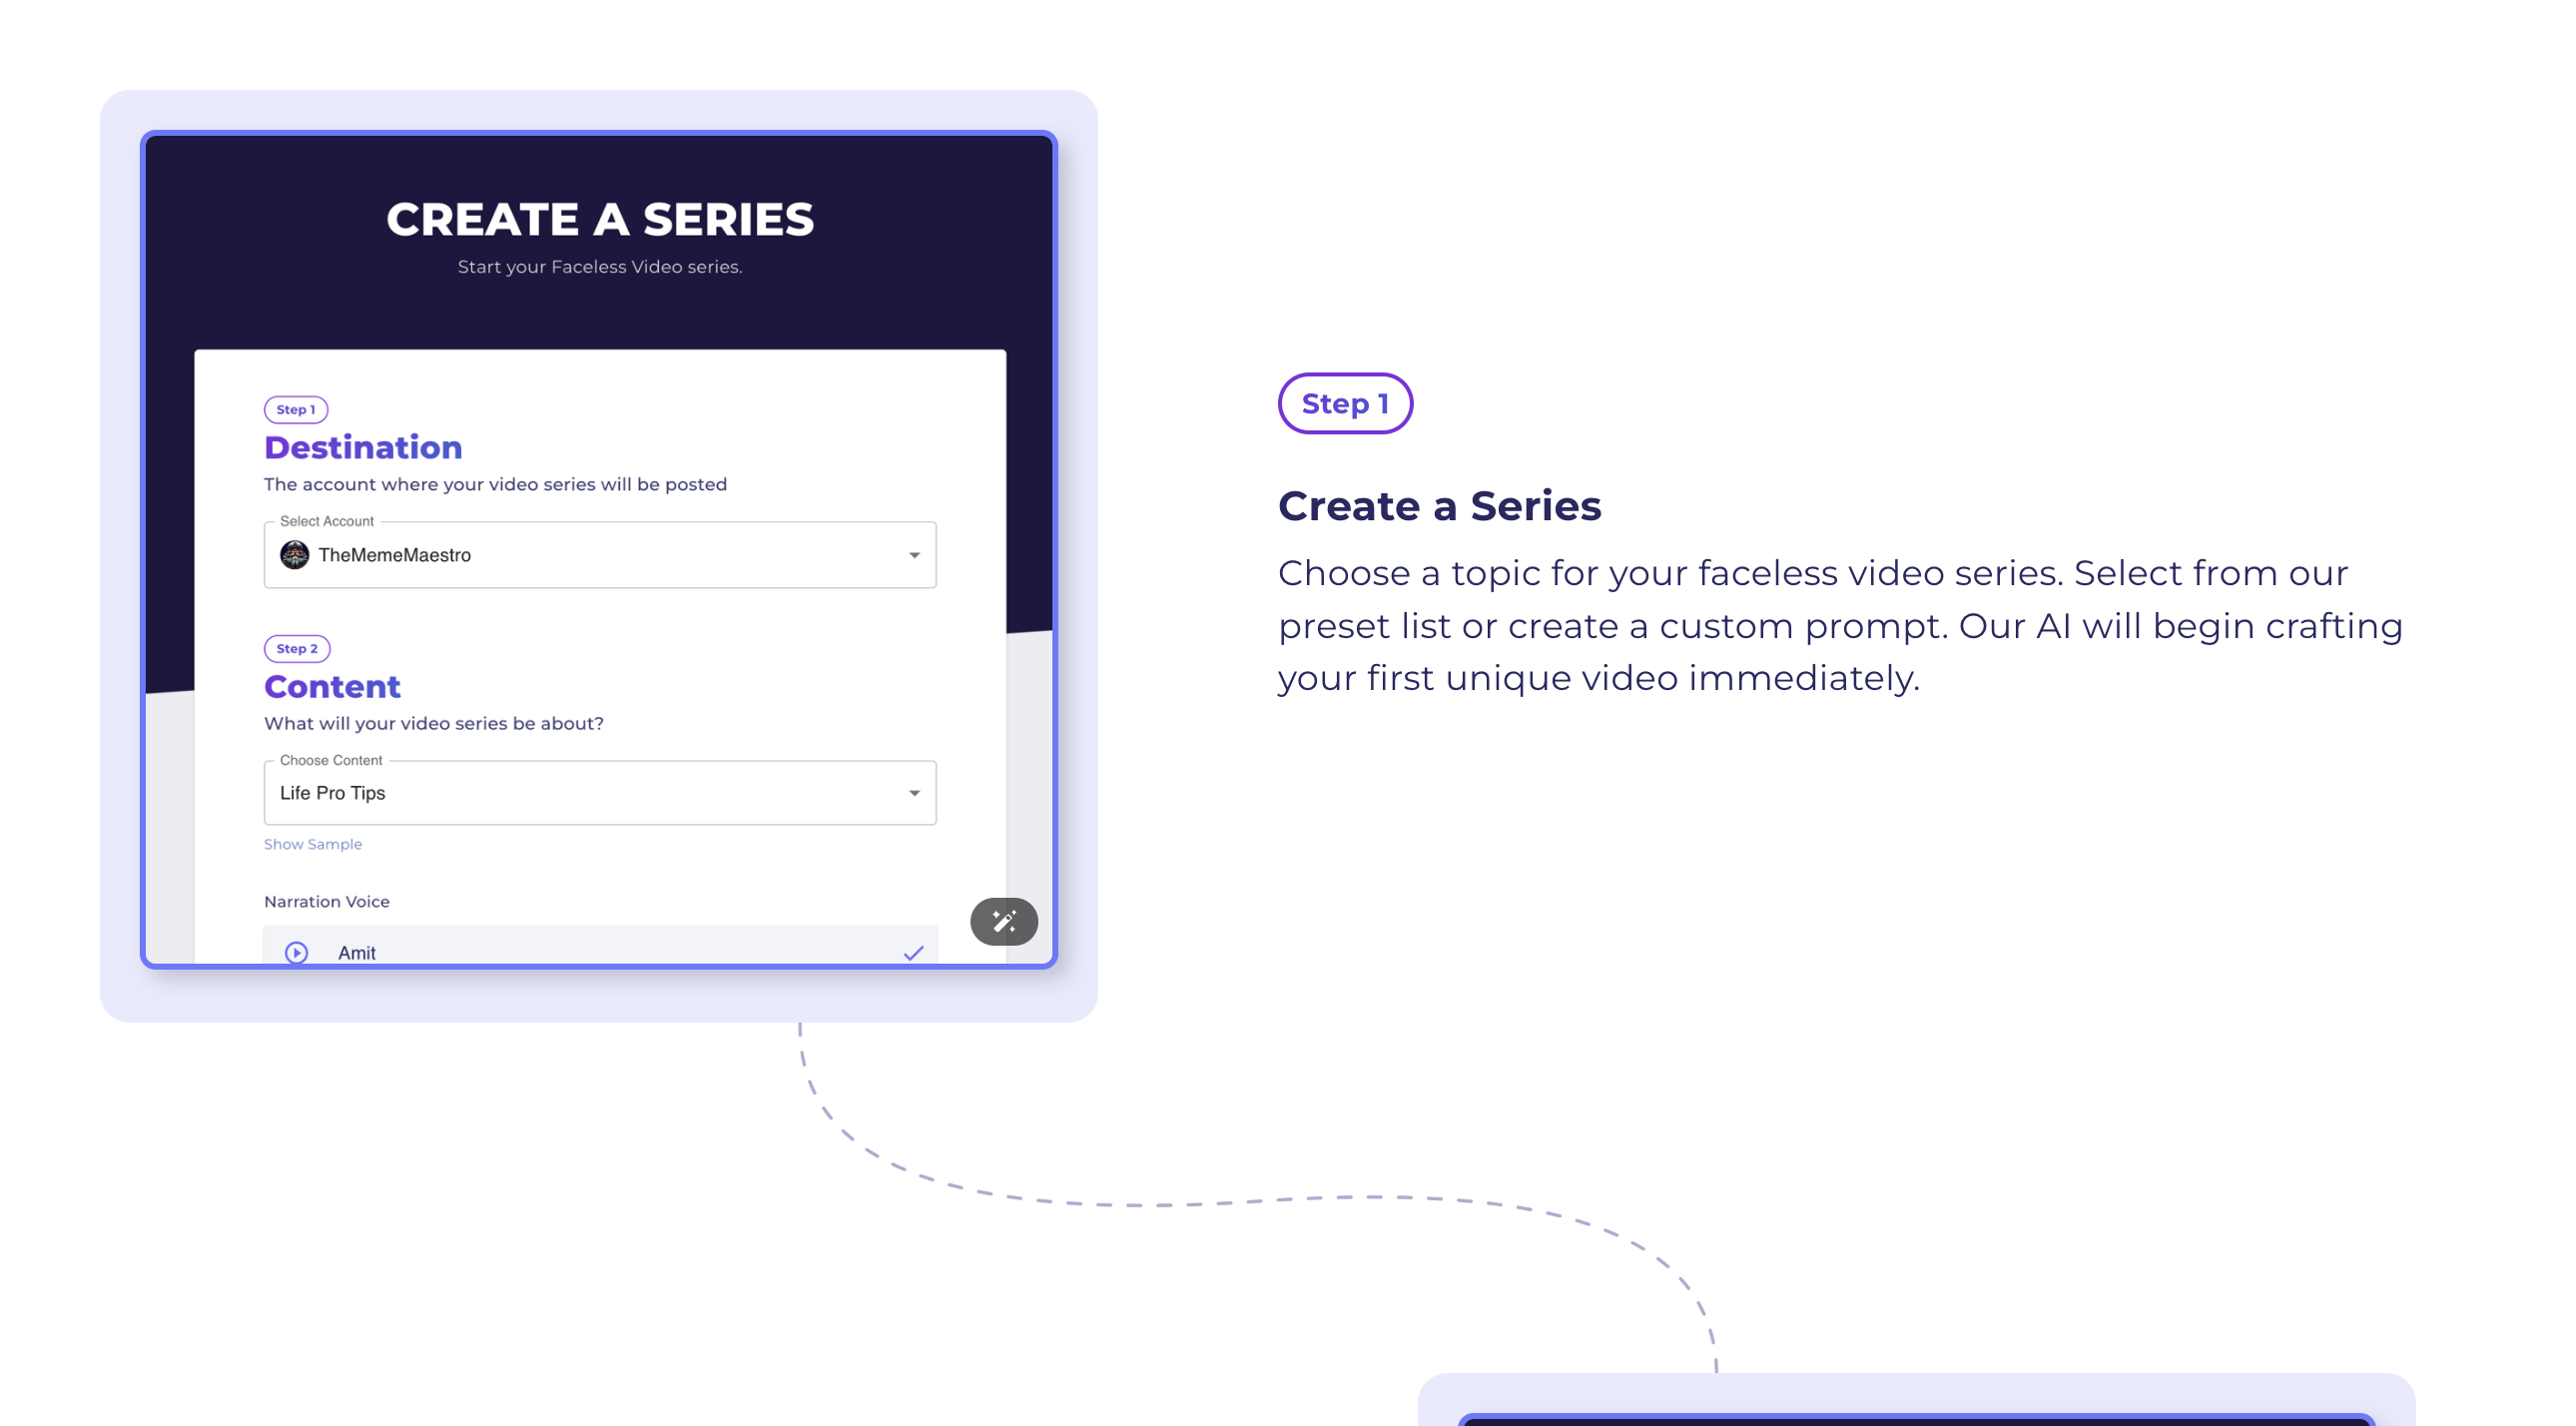 CREATE A SERIES
Start your Faceless Video series.
Step 1
Destination
The account where your video series will be posted
Select Account
TheMemeMaestro
Step 2
Content
What will your video series be about?
Choose Content
Life Pro Tips
Show Sample
Narration Voice
Amit
Step 1
Create a Series
Choose a topic for your faceless video series. Select from our
preset list or create a custom prompt. Our AI will begin crafting
your first unique video immediately.